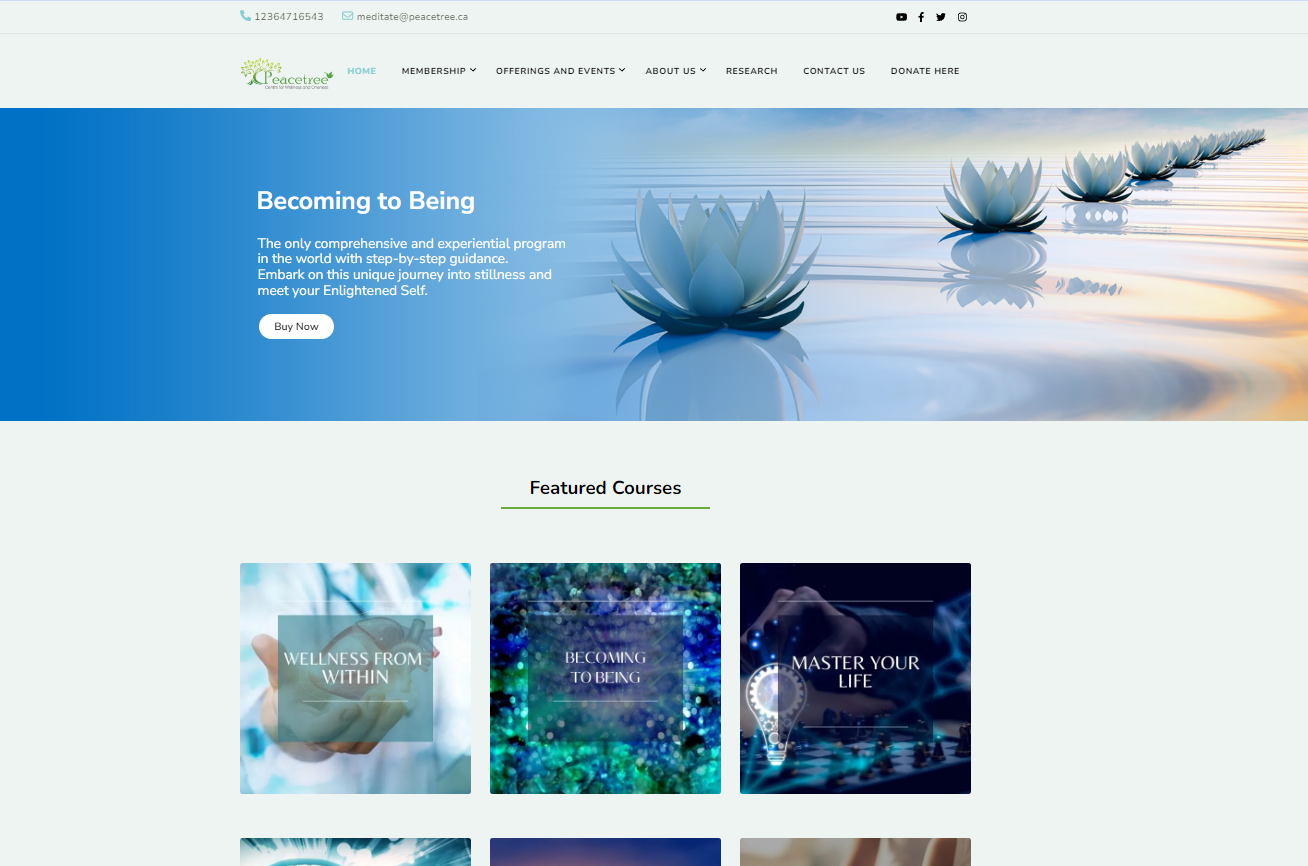 12364716543 meditate@peacetree.ca
Peacetree
Centre for Wellness and Oneness
HOME MEMBERSHIP OFFERINGS AND EVENTS ABOUT US RESEARCH CONTACT US DONATE HERE
Becoming to Being
The only comprehensive and experiential program
in the world with step-by-step guidance.
Embark on this unique journey into stillness and
meet your Enlightened Self.
Buy Now
Featured Courses
WELLNESS FROM
WITHIN
BECOMING
TO BEING
MASTER YOUR
LIFE